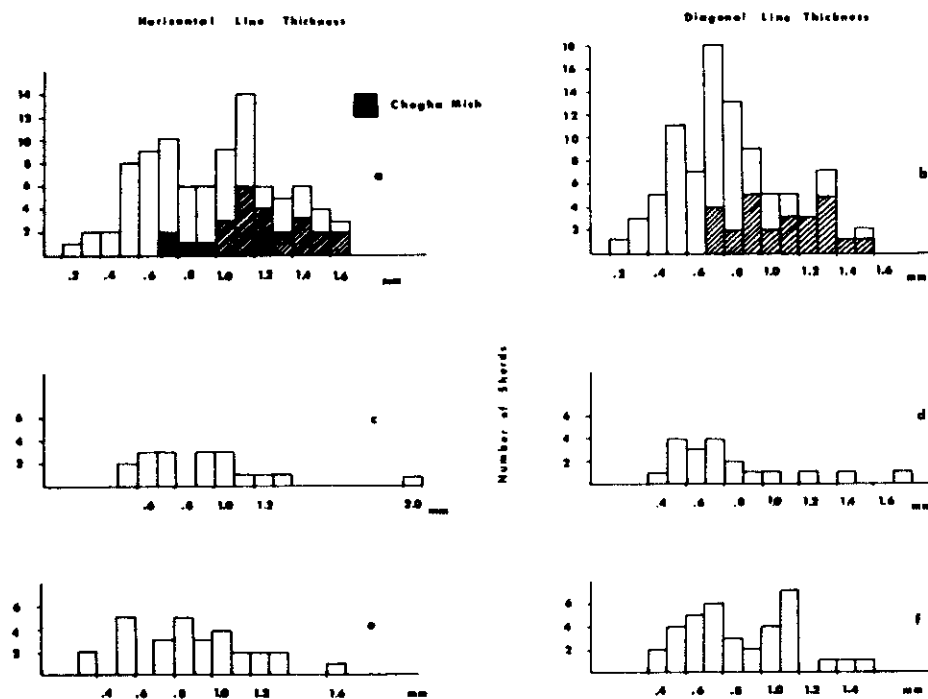 Horizontal Line Thickness
14
12
10
8
6
4
2
Chogha Mish
a
.2 .4 .6 .8 1.0 1.2 1.4 1.6 mm
Diagonal Line Thickness
18
16
14
12
10
8
6
4
2
b
.2 .4 .6 .8 1.0 1.2 1.4 1.6 mm
Number of Sherds
6
4
2
c
.6 .8 1.0 1.2 2.0 mm
4
4
2
d
.4 .6 .8 1.0 1.2 1.4 1.6 mm
6
4
2
e
.4 .6 .8 1.0 1.2 1.6 mm
6
4
2
f
.4 .6 .8 1.0 1.2 1.4 1.6 mm